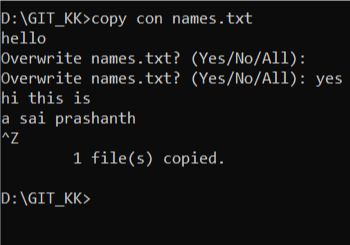 D:\GIT_KK>copy con names.txt
hello
Overwrite names.txt? (Yes/No/All):
Overwrite names.txt? (Yes/No/All): yes
hi this is
a sai prashanth
^Z
        1 file(s) copied.
D:\GIT_KK>